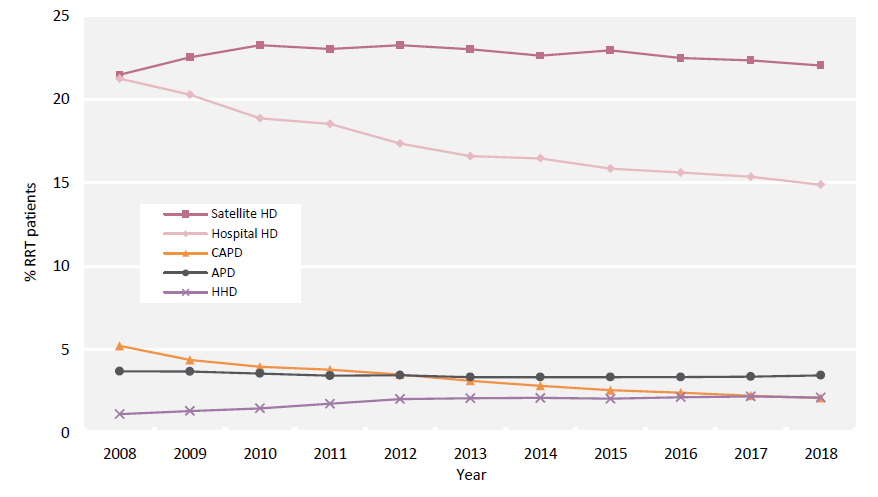 25
20
15
10
5
0
% RRT patients
Satellite HD
Hospital HD
CAPD
APD
HHD
2008 2009 2010 2011 2012 2013 2014 2015 2016 2017 2018
Year